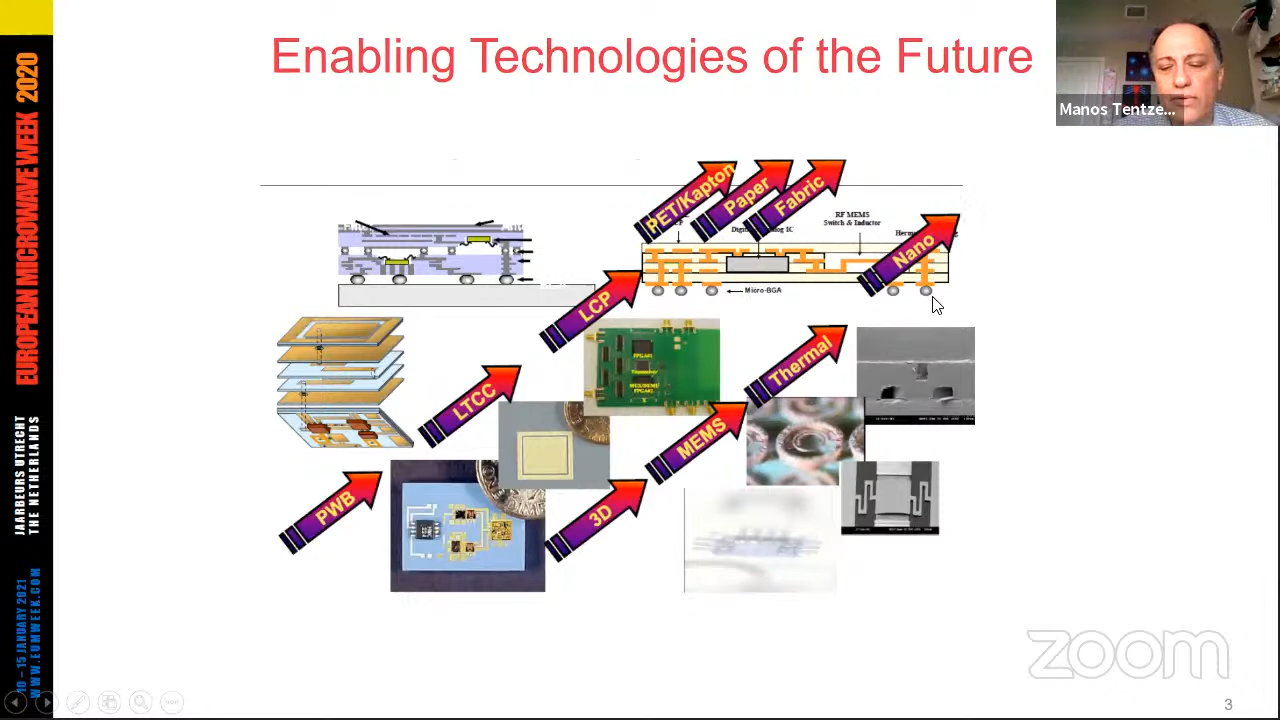 Enabling Technologies of the Future
Manos Tentze...
EUROPEAN MICROWAVE WEEK 2020
JAARBEURS UTRECHT
THE NETHERLANDS
10 – 15 JANUARY 2021
WWW.EUMWEEK.COM
PET/Kapton
Paper
Fabric
RF MEMS
Switch & Inductor
Nano
Micro-BGA
LCP
Thermal
LTCC
MEMS
PWB
3D
zoom
3